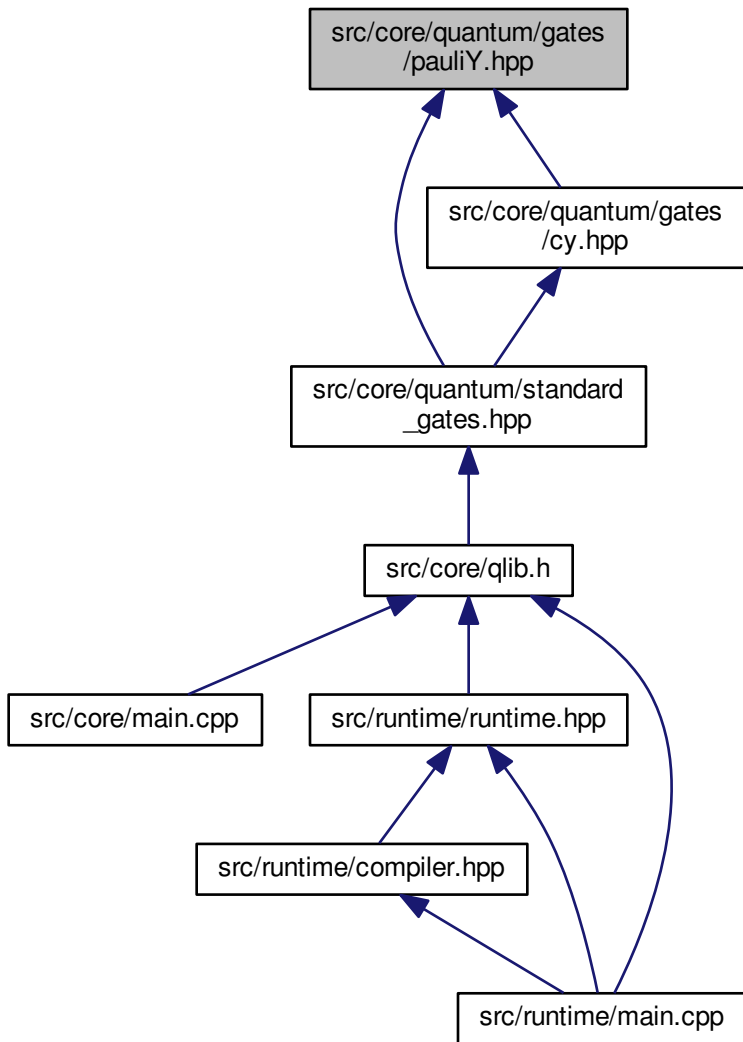 src/core/quantum/gates
/pauliY.hpp
src/core/quantum/gates
/cy.hpp
src/core/quantum/standard
_gates.hpp
src/core/qlib.h
src/core/main.cpp
src/runtime/runtime.hpp
src/runtime/compiler.hpp
src/runtime/main.cpp